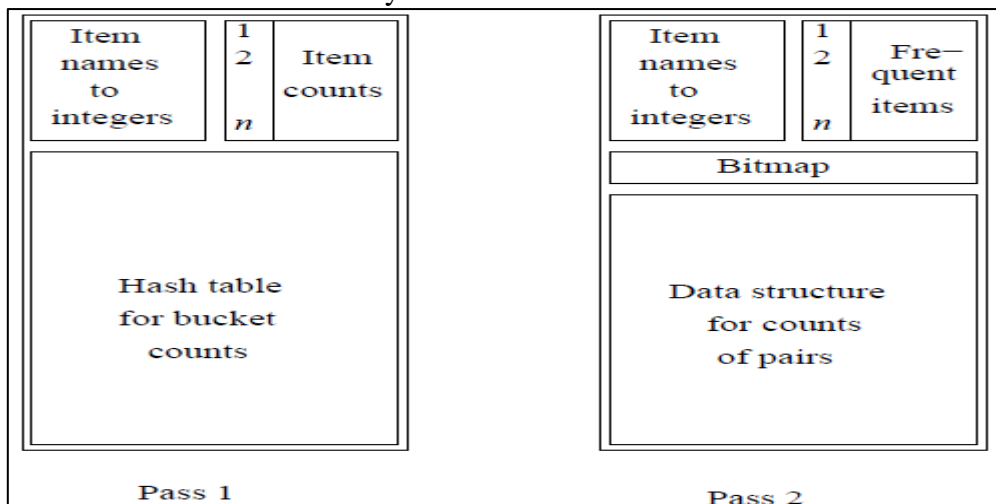 Item
names
to
integers
1
2
n
Item
counts
Hash table
for bucket
counts
Pass 1
Item
names
to
integers
1
2
n
Fre–
quent
items
Bitmap
Data structure
for counts
of pairs
Pass 2